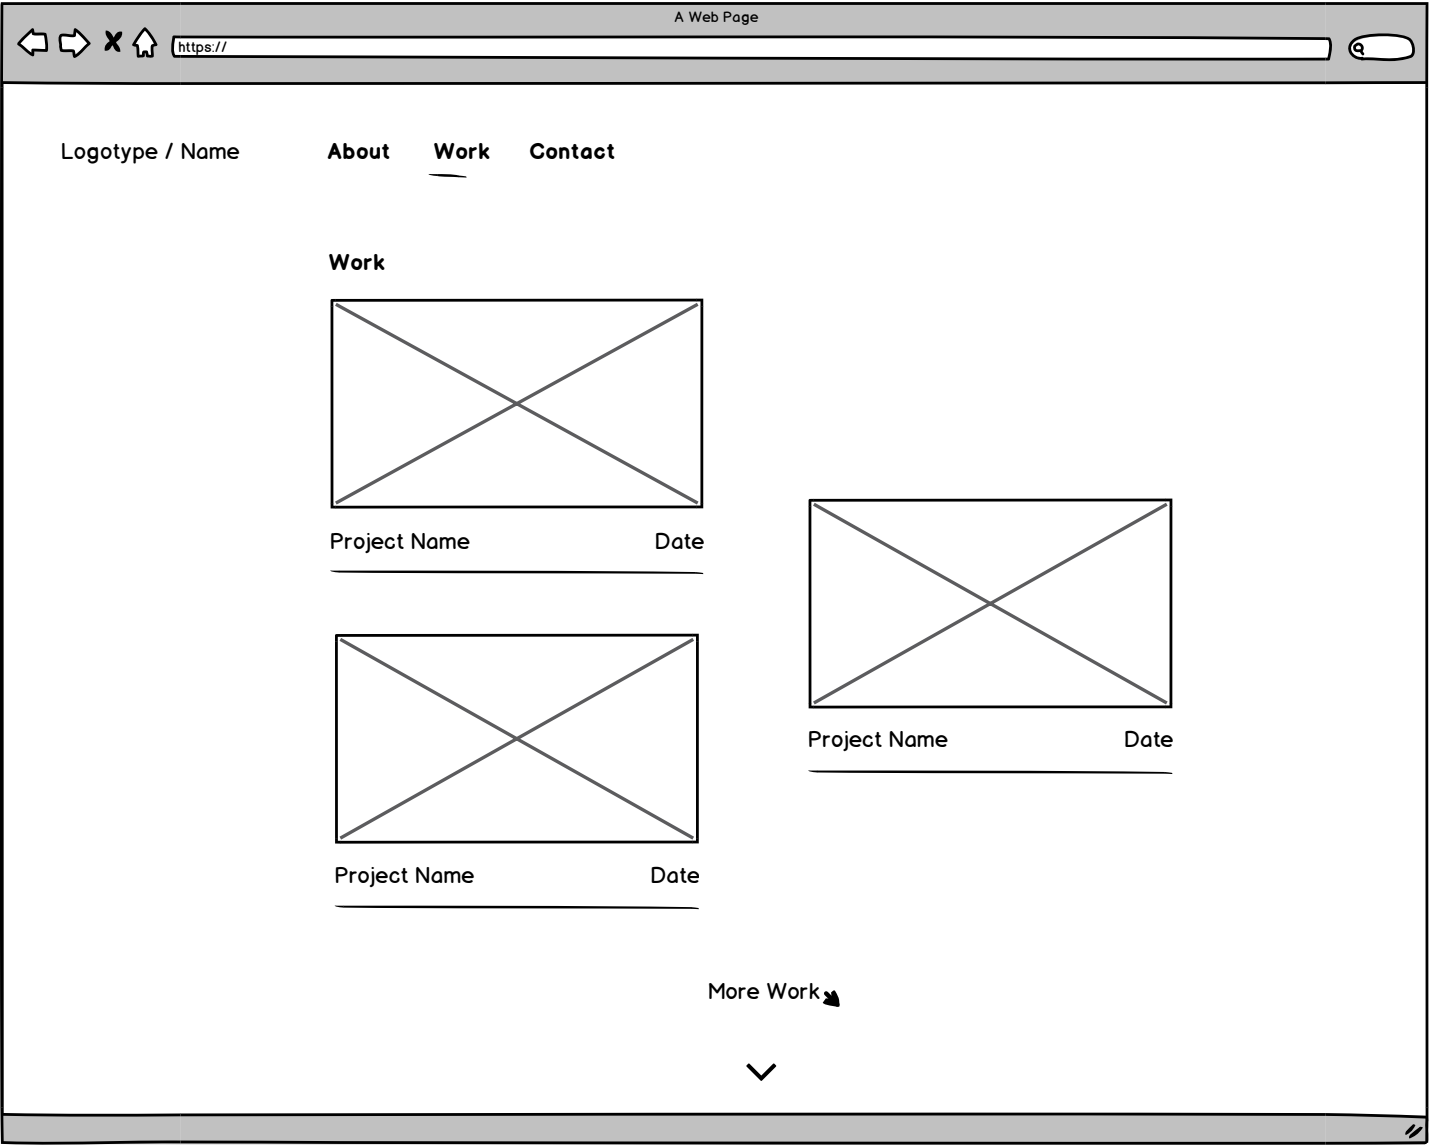 A Web Page
https://
Logotype / Name
About Work Contact
Work
Project Name Date
Project Name Date
Project Name Date
More Work